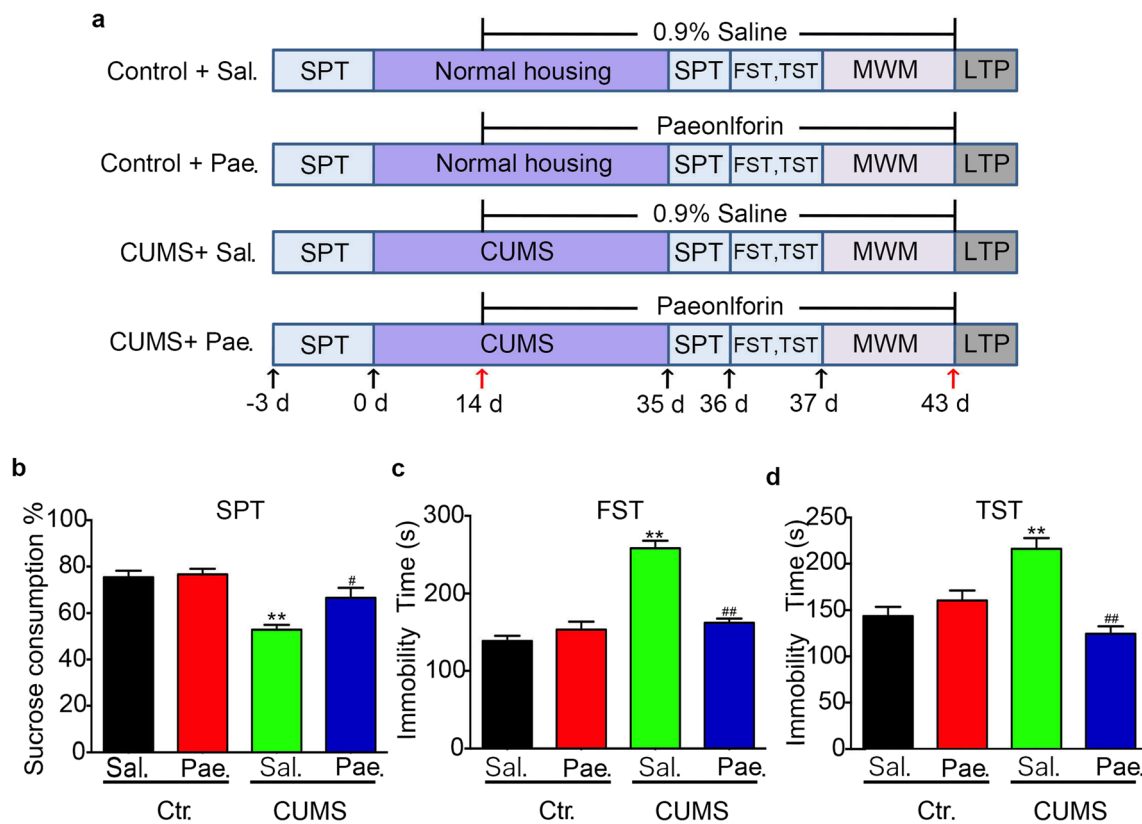 a
0.9% Saline
Control + Sal. SPT Normal housing SPT FST,TST MWM LTP
Paeonlforin
Control + Pae. SPT Normal housing SPT FST,TST MWM LTP
0.9% Saline
CUMS+ Sal. SPT CUMS SPT FST,TST MWM LTP
Paeonlforin
CUMS+ Pae. SPT CUMS SPT FST,TST MWM LTP
-3 d 0 d 14 d 35 d 36 d 37 d 43 d
b
SPT
Sucrose consumption %
100
80
60
40
20
0
**
#
Sal. Pae. Sal. Pae.
Ctr. CUMS
c
FST
Immobility Time (s)
300
200
100
0
**
##
Sal. Pae. Sal. Pae.
Ctr. CUMS
d
TST
Immobility Time (s)
250
200
150
100
50
0
**
##
Sal. Pae. Sal. Pae.
Ctr. CUMS